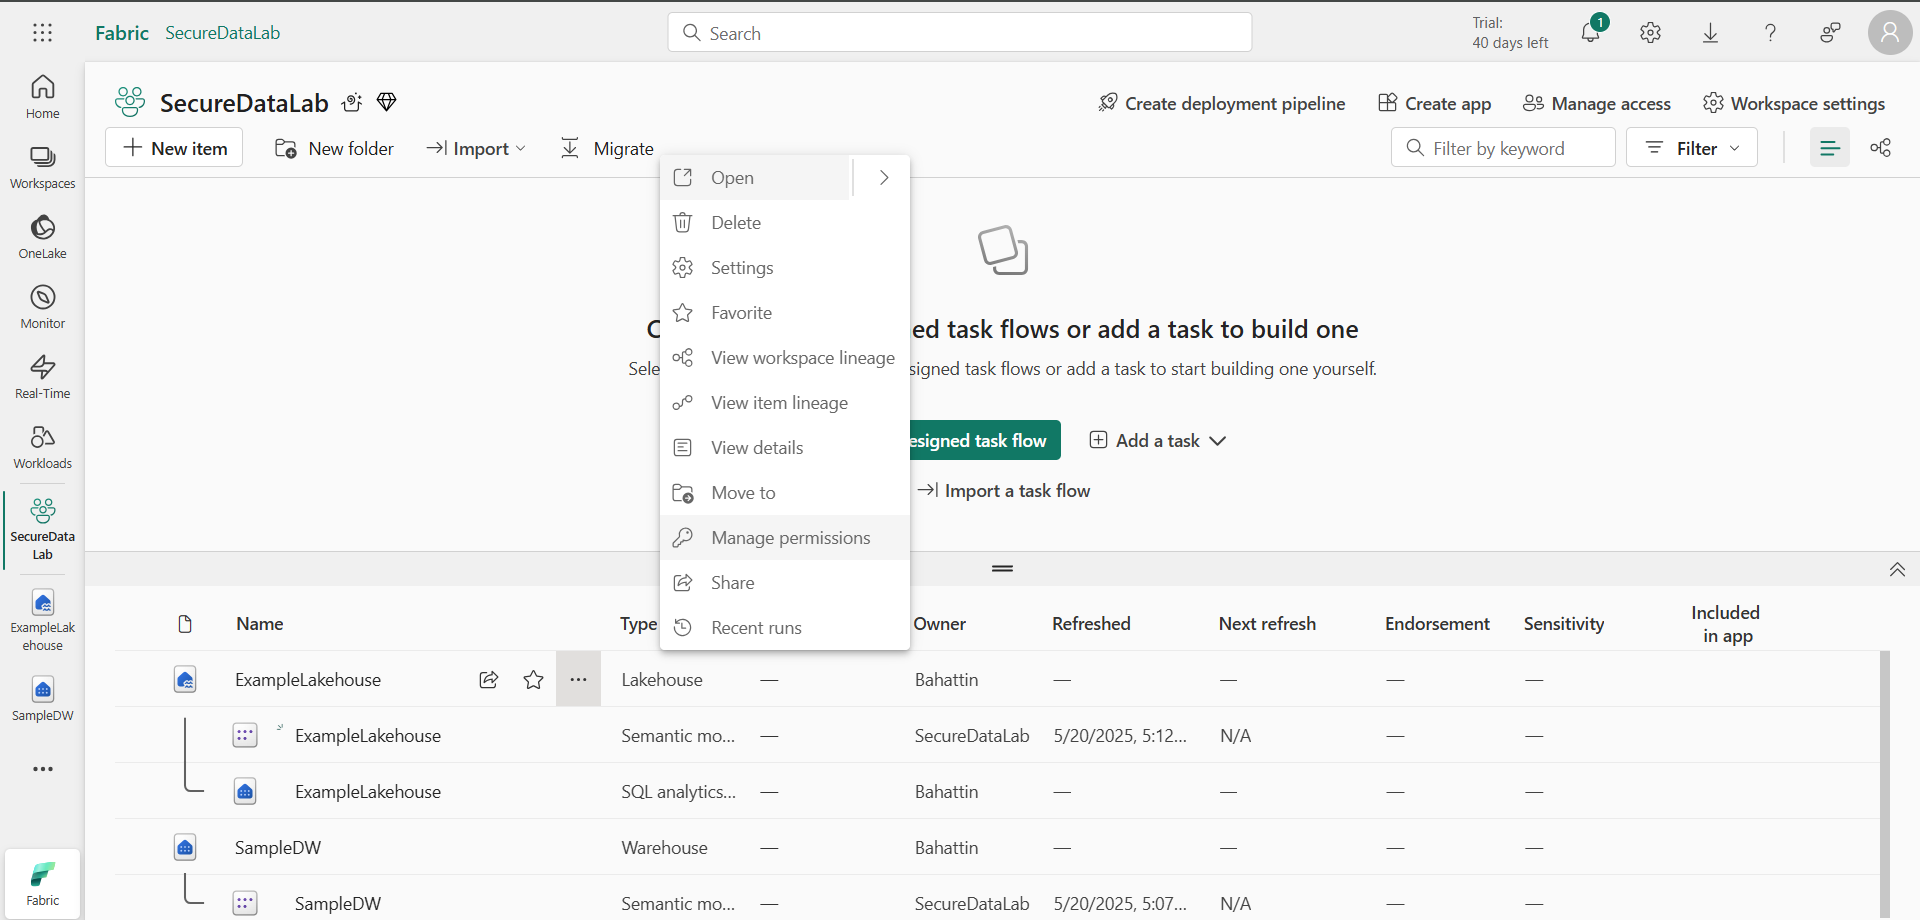 Fabric SecureDataLab
Search
Trial:
40 days left
1
Home
Workspaces
OneLake
Monitor
Real-Time
Workloads
SecureData
Lab
ExampleLak
ehouse
SampleDW
Fabric
SecureDataLab
Create deployment pipeline
Create app
Manage access
Workspace settings
New item
New folder
Import
Migrate
Filter by keyword
Filter
Open
Delete
Settings
Favorite
View workspace lineage
View item lineage
View details
Move to
Manage permissions
Share
Recent runs
ed task flows or add a task to build one
Sele
signed task flows or add a task to start building one yourself.
esigned task flow
Add a task
Import a task flow
Name Type Owner Refreshed Next refresh Endorsement Sensitivity Included
in app
ExampleLakehouse ... Lakehouse — Bahattin — — — —
ExampleLakehouse Semantic mo... — SecureDataLab 5/20/2025, 5:12... N/A — —
ExampleLakehouse SQL analytics... — Bahattin — — — —
SampleDW Warehouse — Bahattin — — — —
SampleDW Semantic mo... — SecureDataLab 5/20/2025, 5:07... N/A — —